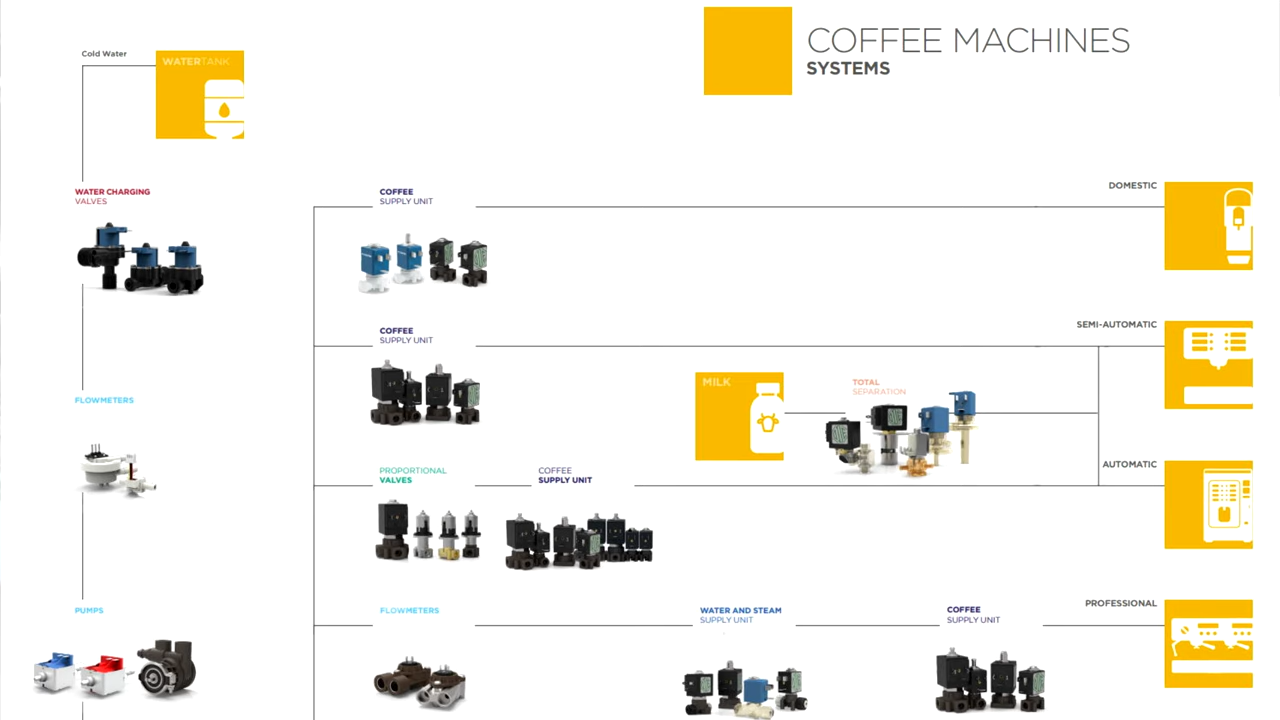 COFFEE MACHINES
SYSTEMS
Cold Water
WATERTANK
WATER CHARGING
VALVES
COFFEE
SUPPLY UNIT
DOMESTIC
COFFEE
SUPPLY UNIT
SEMI-AUTOMATIC
MILK
TOTAL
SEPARATION
FLOWMETERS
PROPORTIONAL
VALVES
COFFEE
SUPPLY UNIT
AUTOMATIC
PUMPS
FLOWMETERS
WATER AND STEAM
SUPPLY UNIT
COFFEE
SUPPLY UNIT
PROFESSIONAL